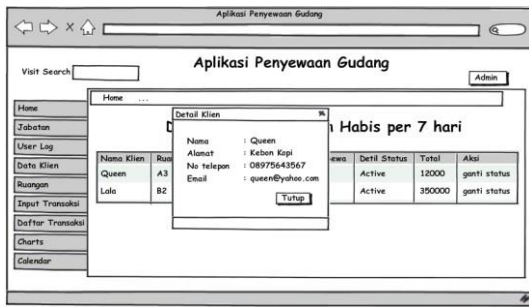 Aplikasi Penyewaan Gudang
Aplikasi Penyewaan Gudang
Visit Search
Admin
Home ...
Home
Jabatan
User Log
Data Klien
Ruangan
Input Transaksi
Daftar Transaksi
Charts
Calendar
Habis per 7 hari
Nama Klien Detil Status Total Aksi
Queen A3 Active 12000 ganti status
Lala B2 Active 350000 ganti status
Detail Klien
Nama : Queen
Alamat : Kebon Kopi
No telepon : 08975643567
Email : queen@yahoo.com
Tutup